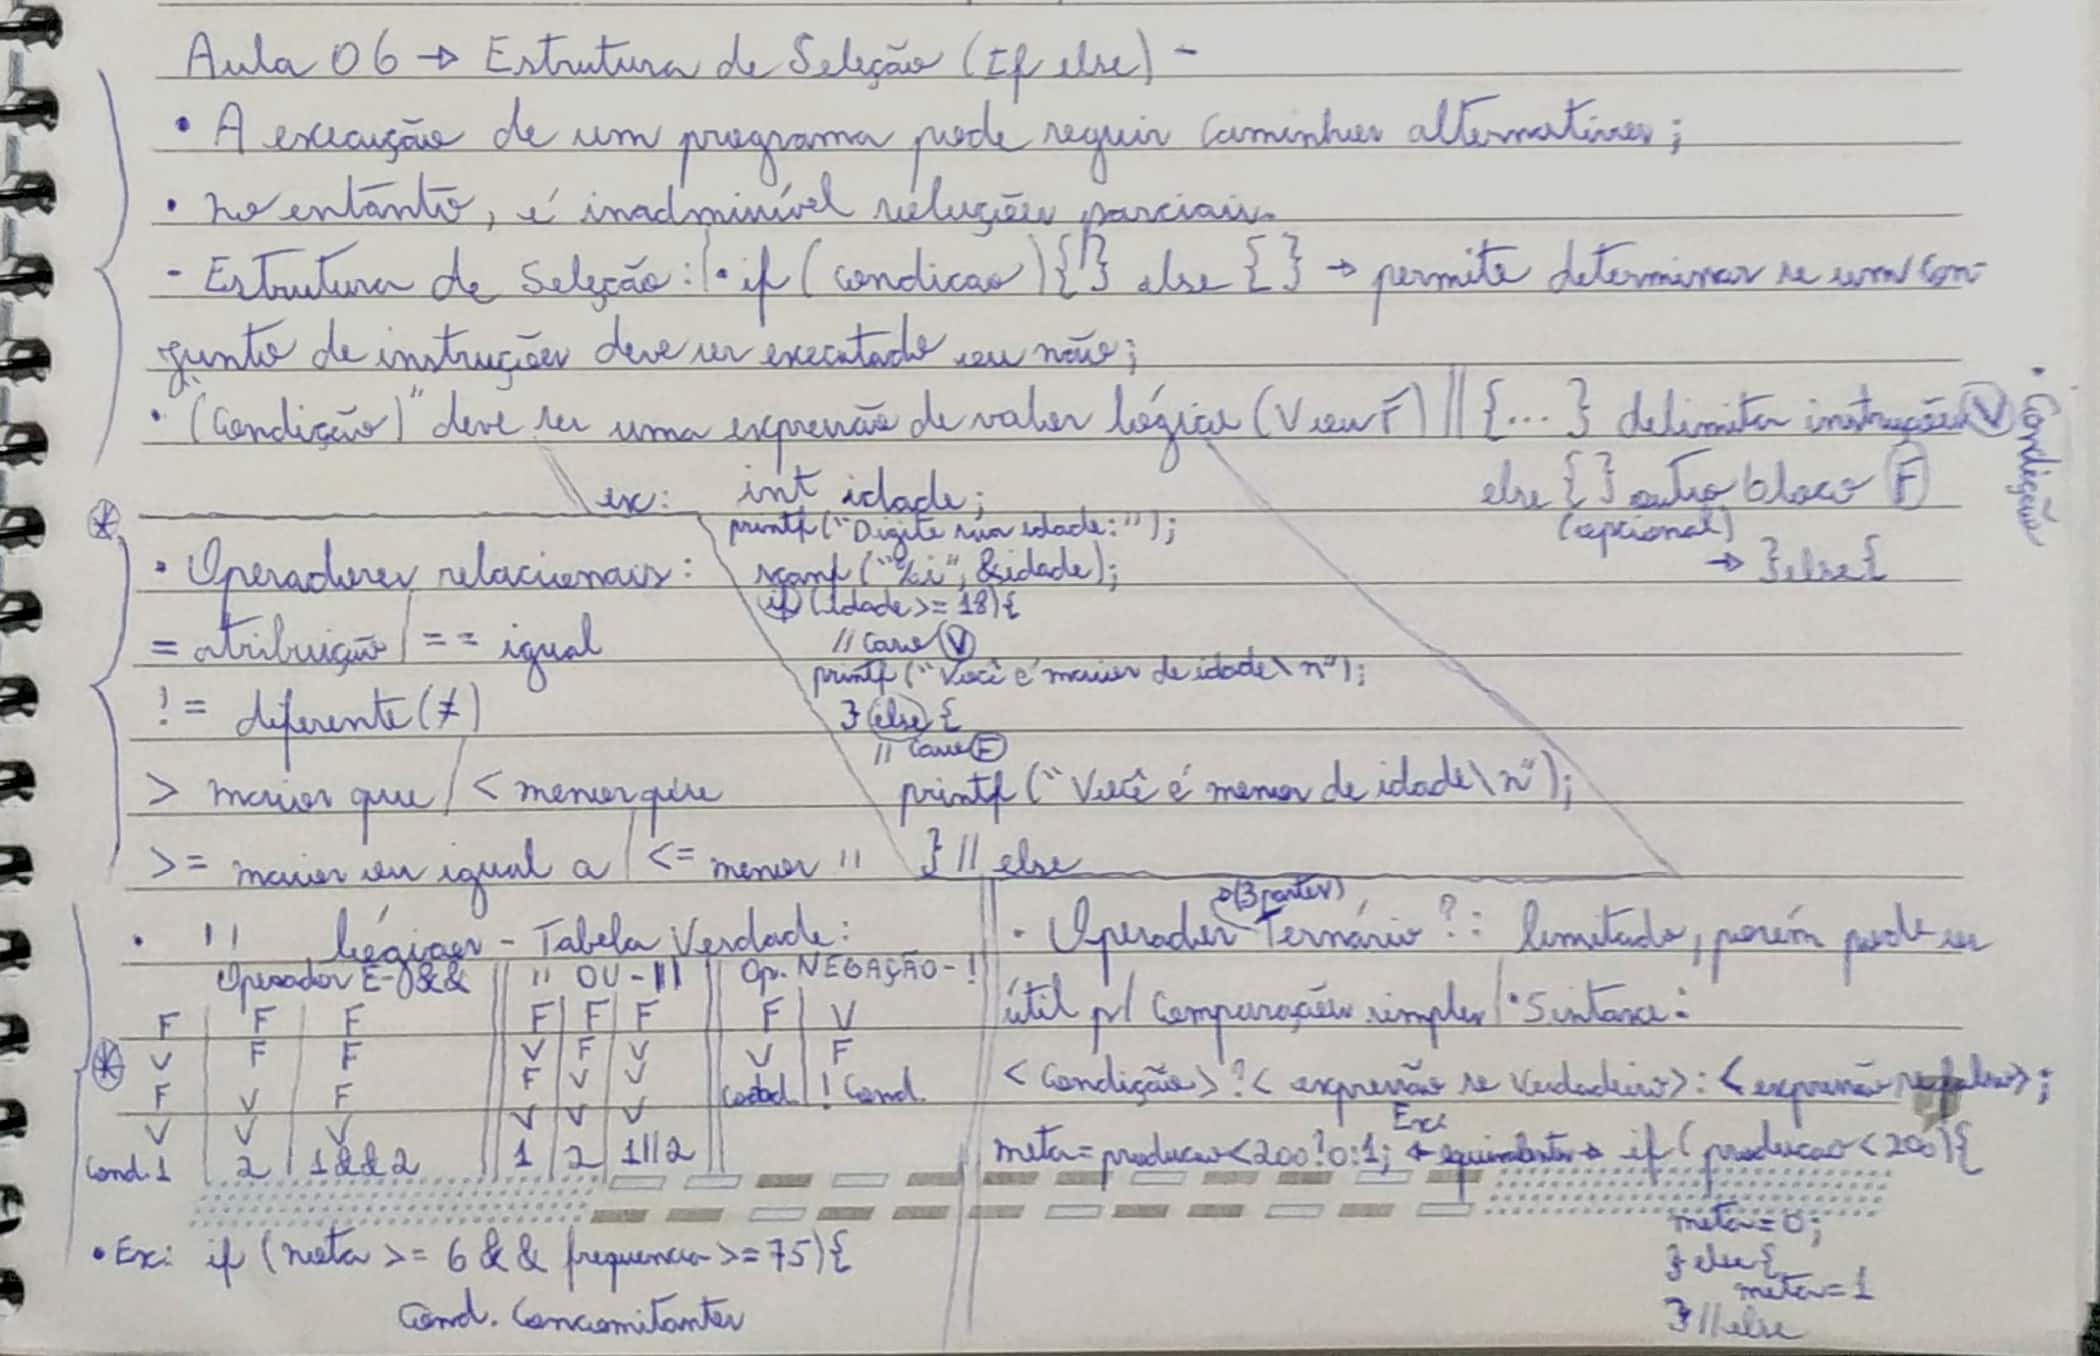 Aula 06 → Estrutura de Seleção (If else) -
• A execução de um programa pode seguir caminhos alternativos;
• no entanto, é inadmissível soluções parciais.
- Estrutura de Seleção: | • if (condicao) { } else { } → permite determinar se um con-
junto de instruções deve ser executado ou não;
• "(Condição)" deve ser uma expressão de valor lógico (V ou F) || {...} delimita instruções V
• Condição
else { } outro bloco F
(opcional)
→ } else {
ex: int idade;
printf("Digite sua idade:");
scanf("%i", &idade);
if (idade >= 18) {
// caso V
printf("Você é maior de idade\n");
} else {
// caso F
printf("Você é menor de idade\n");
} // else
• Operadores relacionais:
= atribuição / == igual
!= diferente (≠)
> maior que / < menor que
>= maior ou igual a / <= menor "
• " lógicos - Tabela Verdade:
Operador E - && || " OU - || || Op. NEGAÇÃO - !
F | F | F || F | F | F || F | V
V | F | F || V | F | V || V | F
F | V | F || F | V | V || cond. | ! Cond.
V | V | V || V | V | V
Cond. 1 | 2 | 1 && 2 || 1 | 2 | 1||2
• Ex: if (nota >= 6 && frequencia >= 75) {
Cond. Concomitantes
→ (3 partes)
• Operador Ternário ?: limitado, porém pode ser
útil p/ comparações simples / • Sintaxe:
<Condição> ? < expressão se Verdadeiro> : < expressão se falso>;
Ex:
meta = producao < 200 ? 0 : 1; ← equivalentes → if (producao < 200) {
meta = 0;
} else {
meta = 1
} // else